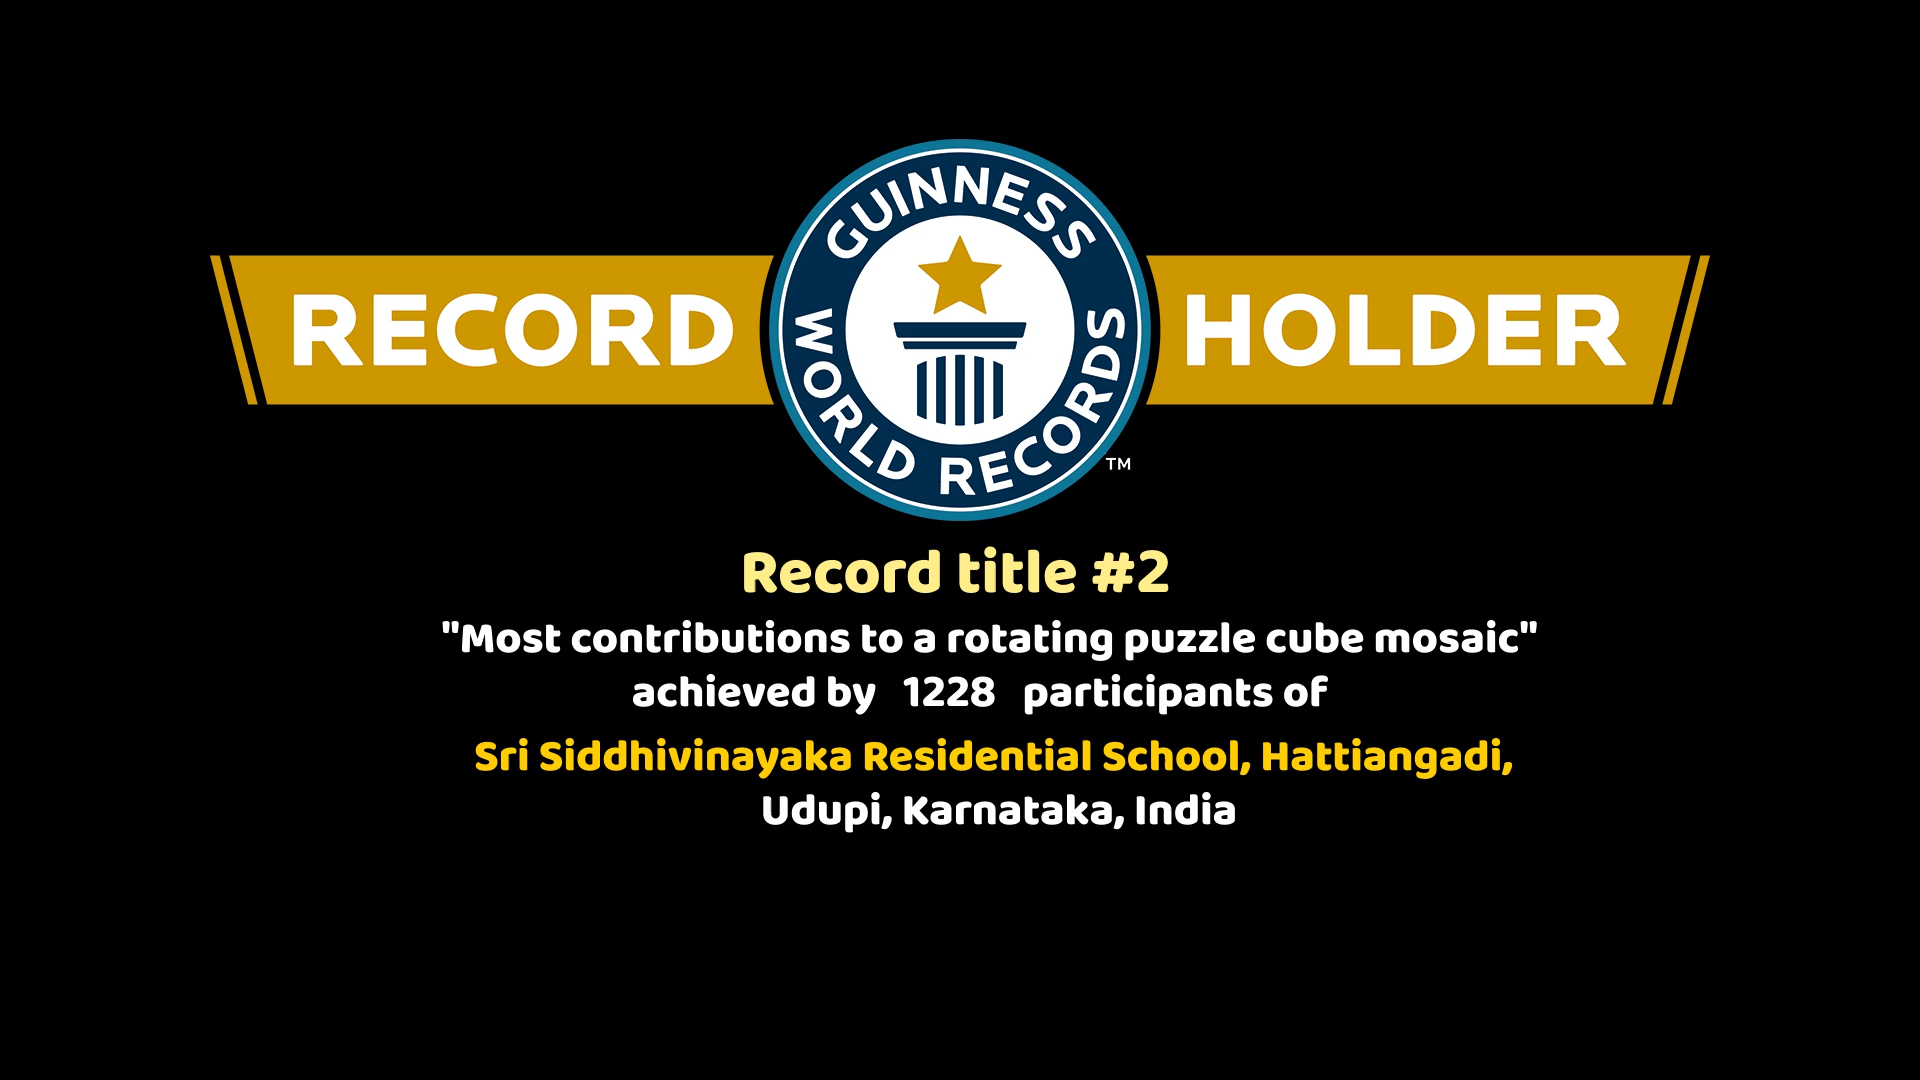 RECORD HOLDER
GUINNESS
WORLD RECORDS
TM
Record title #2
"Most contributions to a rotating puzzle cube mosaic"
achieved by 1228 participants of
Sri Siddhivinayaka Residential School, Hattiangadi,
Udupi, Karnataka, India